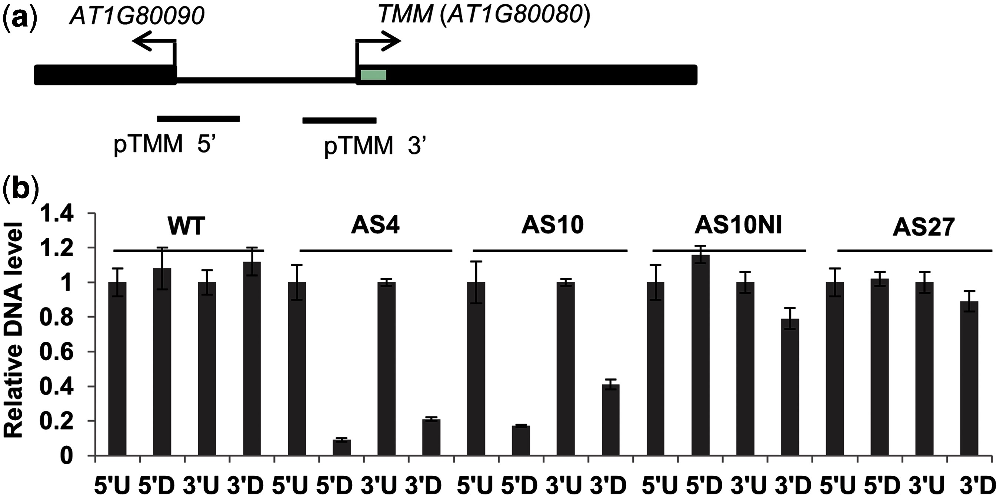 (a) AT1G80090 TMM (AT1G80080)
pTMM 5’ pTMM 3’
(b)
Relative DNA level
1.4
1.2
1
0.8
0.6
0.4
0.2
0
WT AS4 AS10 AS10NI AS27
5'U 5'D 3'U 3'D 5'U 5'D 3'U 3'D 5'U 5'D 3'U 3'D 5'U 5'D 3'U 3'D 5'U 5'D 3'U 3'D